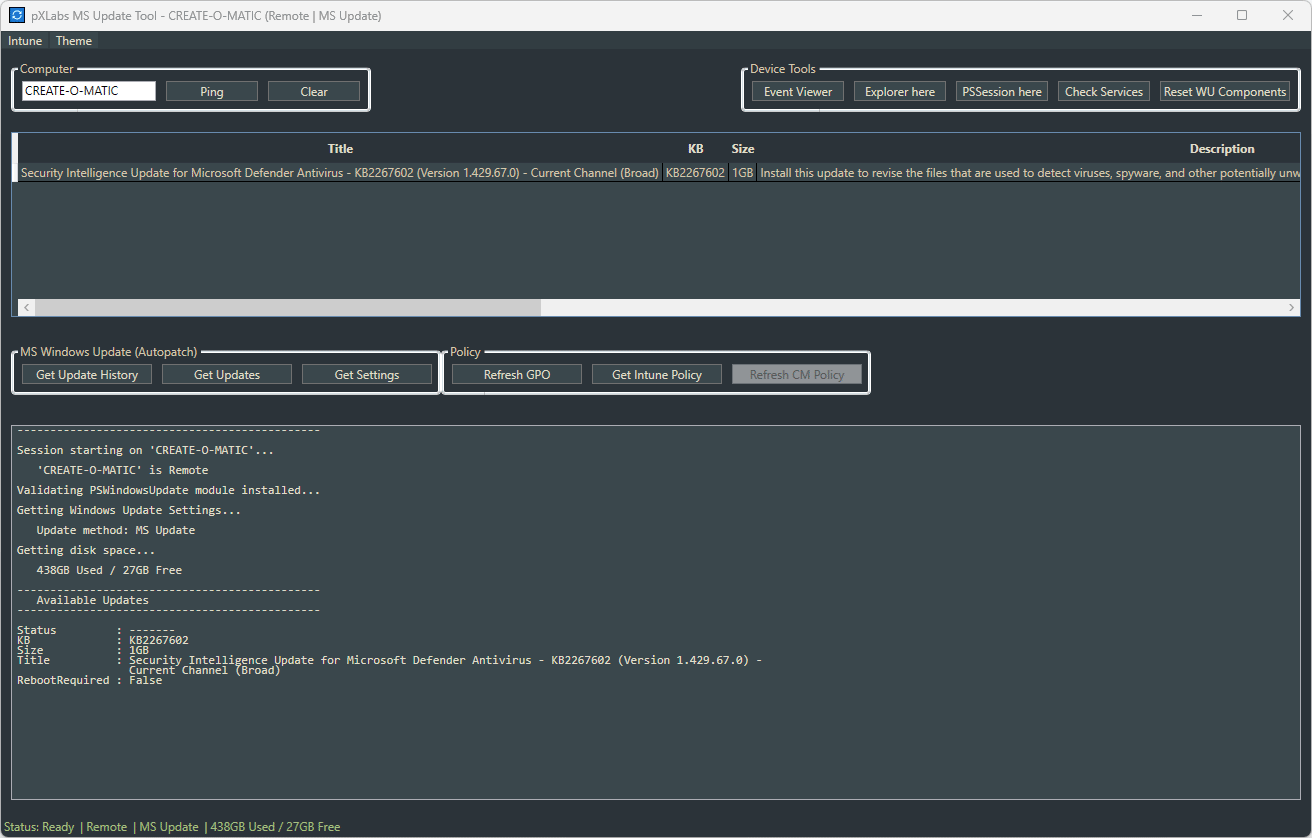 pXLabs MS Update Tool - CREATE-O-MATIC (Remote | MS Update)
Intune Theme
Computer
CREATE-O-MATIC Ping Clear
Device Tools
Event Viewer Explorer here PSSession here Check Services Reset WU Components
Title KB Size Description
Security Intelligence Update for Microsoft Defender Antivirus - KB2267602 (Version 1.429.67.0) - Current Channel (Broad) KB2267602 1GB Install this update to revise the files that are used to detect viruses, spyware, and other potentially unw
MS Windows Update (Autopatch)
Get Update History Get Updates Get Settings
Policy
Refresh GPO Get Intune Policy Refresh CM Policy
----------------------------------------------
Session starting on 'CREATE-O-MATIC'...
'CREATE-O-MATIC' is Remote
Validating PSWindowsUpdate module installed...
Getting Windows Update Settings...
Update method: MS Update
Getting disk space...
438GB Used / 27GB Free
----------------------------------------------
Available Updates
----------------------------------------------
Status : -------
KB : KB2267602
Size : 1GB
Title : Security Intelligence Update for Microsoft Defender Antivirus - KB2267602 (Version 1.429.67.0) -
Current Channel (Broad)
RebootRequired : False
Status: Ready | Remote | MS Update | 438GB Used / 27GB Free